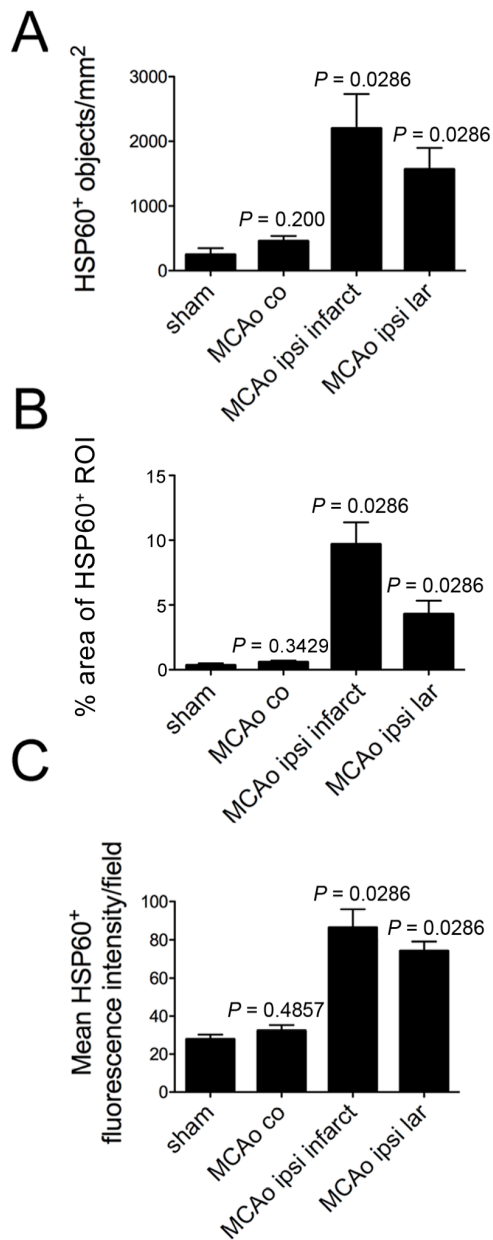 A
HSP60+ objects/mm2
3000
2000
1000
0
P = 0.200
P = 0.0286
P = 0.0286
sham
MCAo co
MCAo ipsi infarct
MCAo ipsi lar
B
% area of HSP60+ ROI
15
10
5
0
P = 0.3429
P = 0.0286
P = 0.0286
sham
MCAo co
MCAo ipsi infarct
MCAo ipsi lar
C
Mean HSP60+
fluorescence intensity/field
100
80
60
40
20
0
P = 0.4857
P = 0.0286
P = 0.0286
sham
MCAo co
MCAo ipsi infarct
MCAo ipsi lar